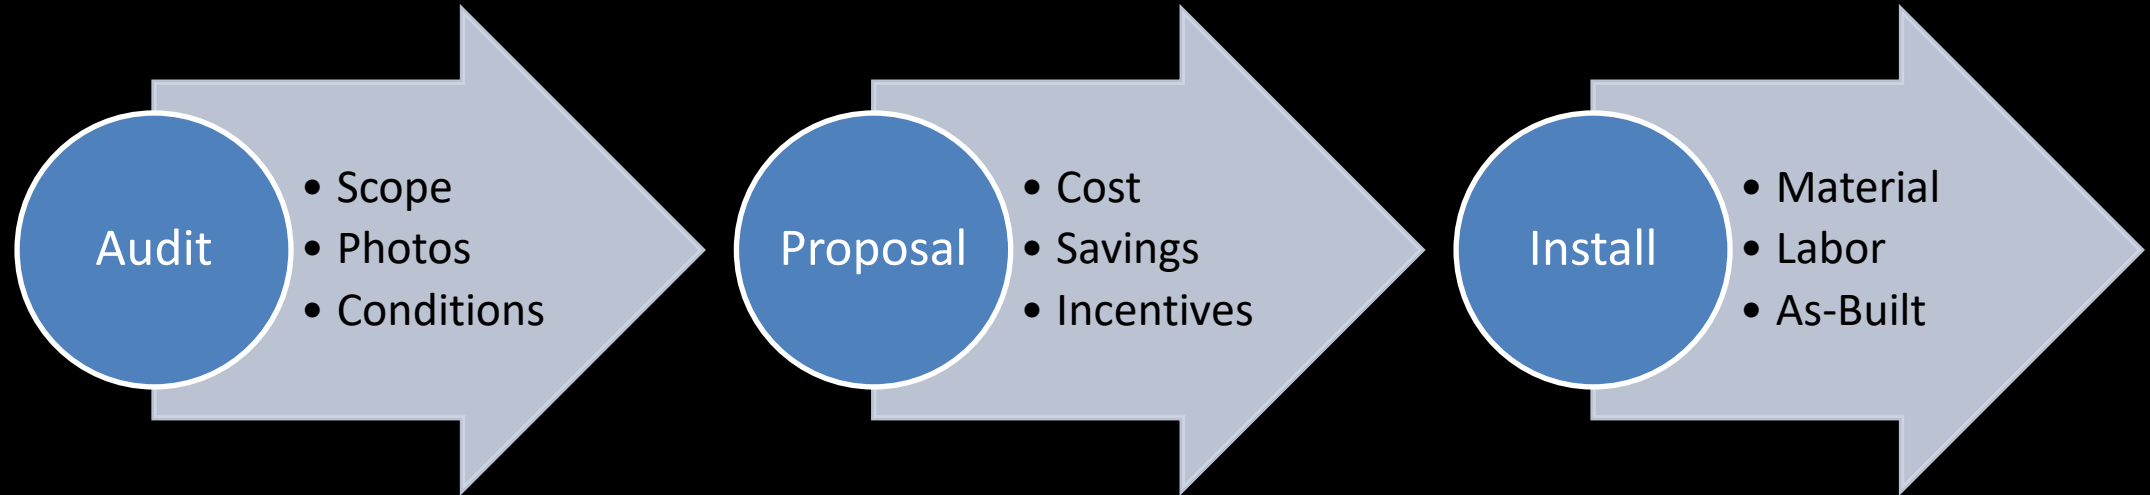 Audit
• Scope
• Photos
• Conditions
Proposal
• Cost
• Savings
• Incentives
Install
• Material
• Labor
• As-Built